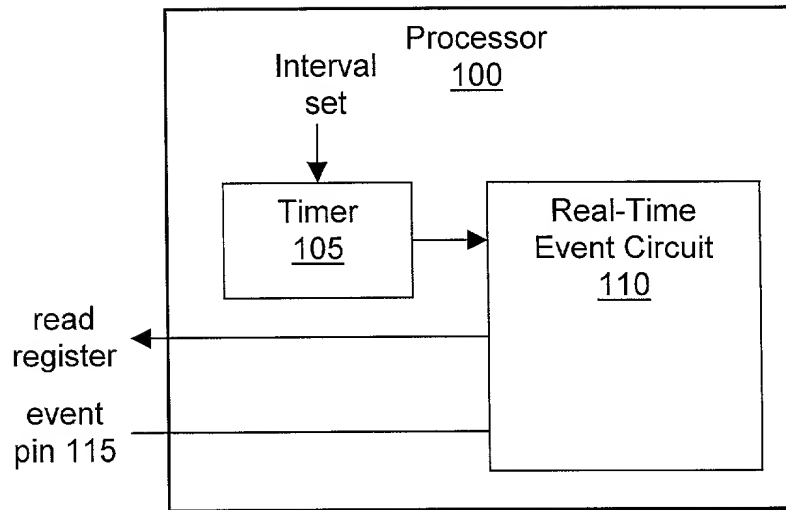 Processor
100
Interval
set
Timer
105
Real-Time
Event Circuit
110
read
register
event
pin 115